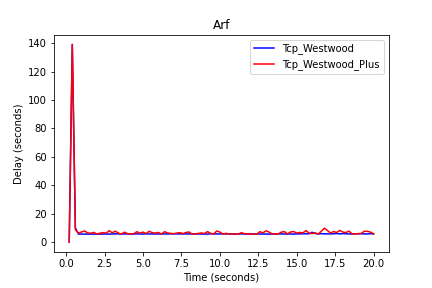 Arf
Tcp_Westwood
Tcp_Westwood_Plus
Delay (seconds)
140
120
100
80
60
40
20
0
0.0 2.5 5.0 7.5 10.0 12.5 15.0 17.5 20.0
Time (seconds)